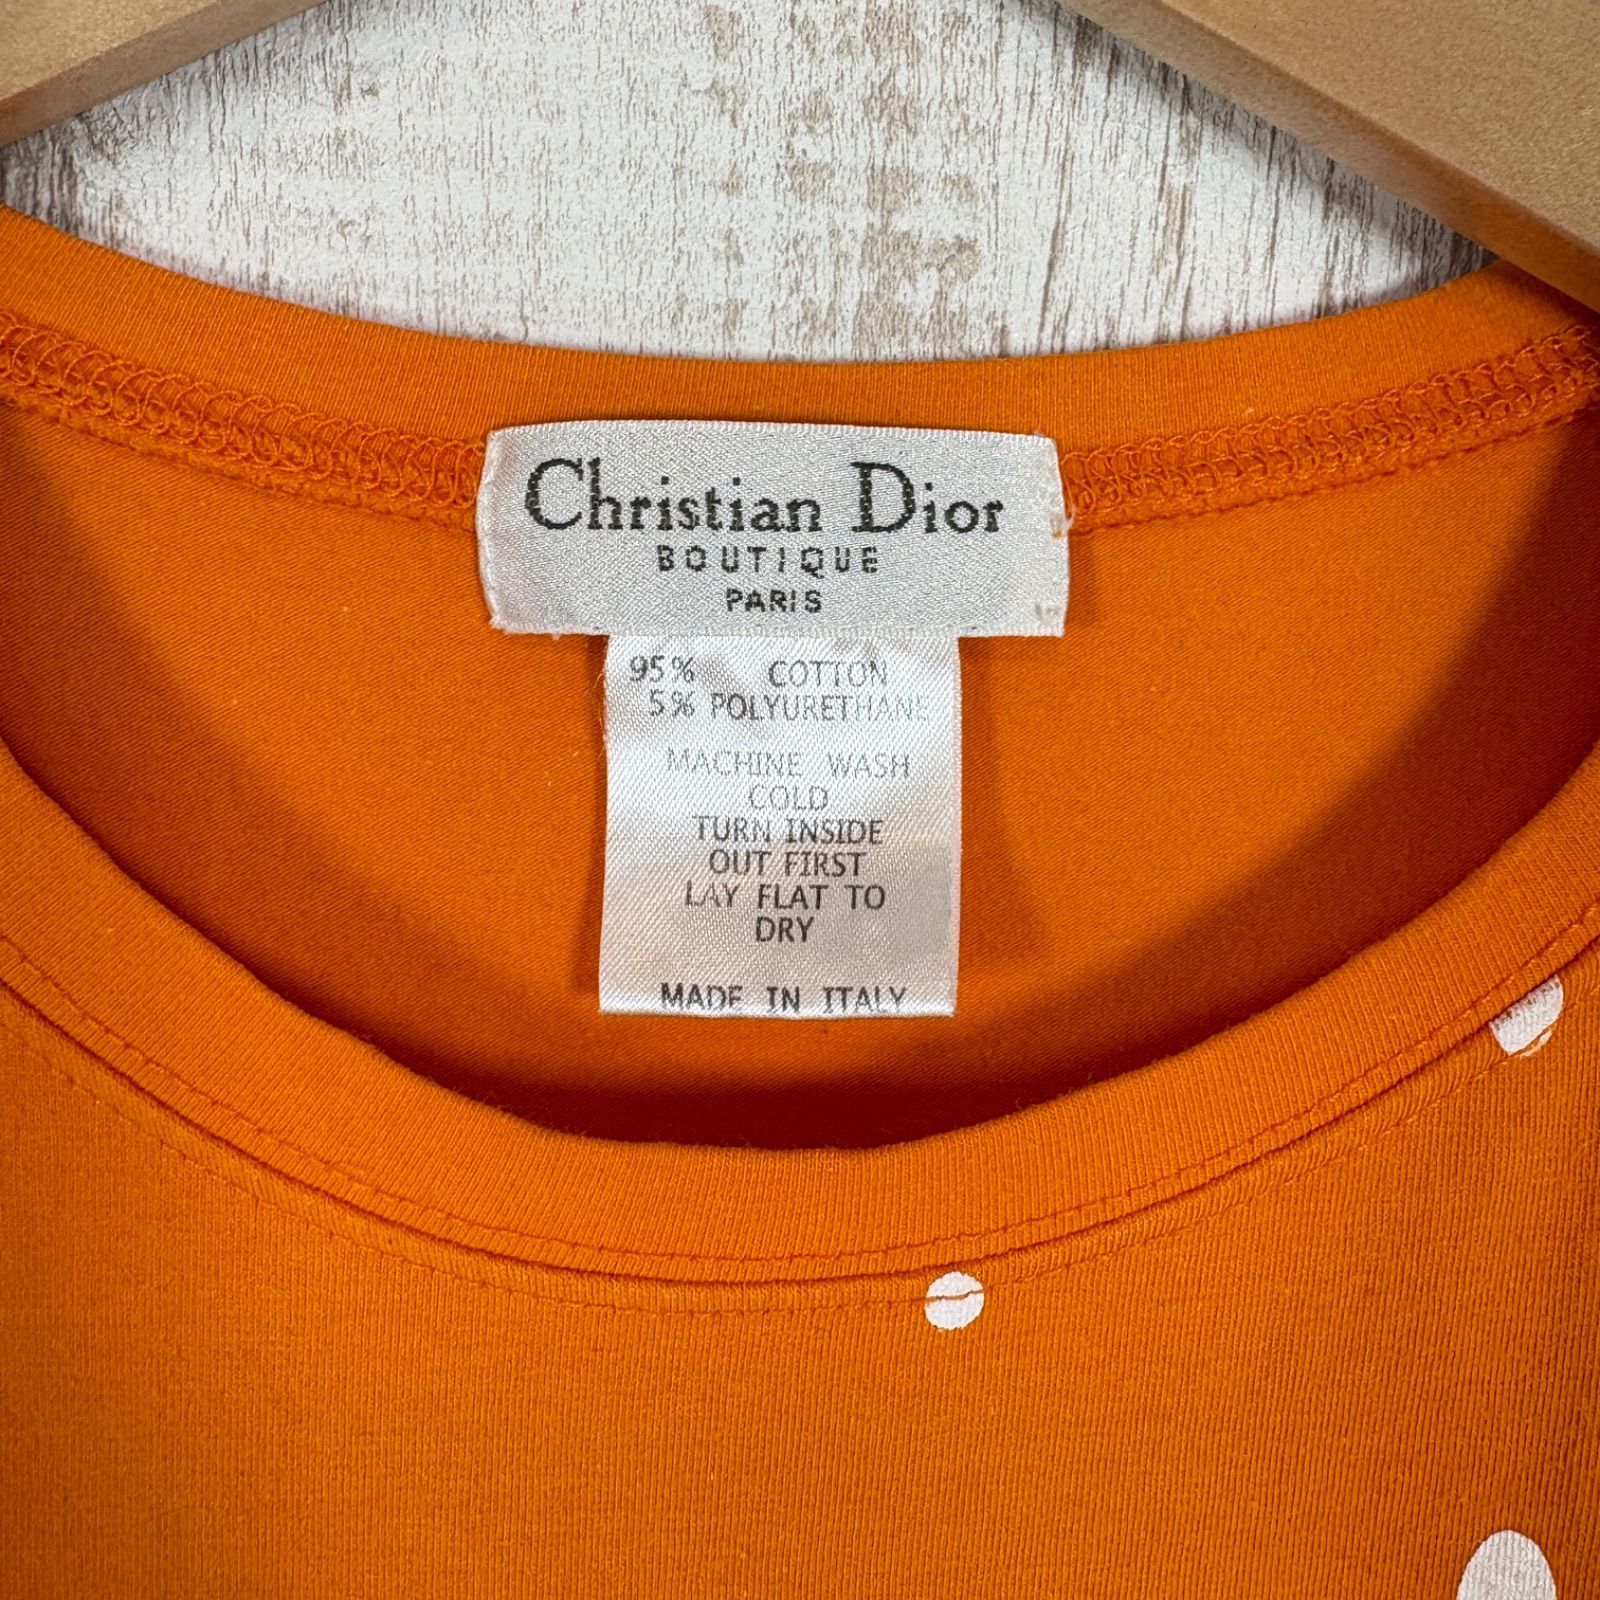 Christian Dior
BOUTIQUE
PARIS
95% COTTON
5% POLYURETHANE
MACHINE WASH
COLD
TURN INSIDE
OUT FIRST
LAY FLAT TO
DRY
MADE IN ITALY